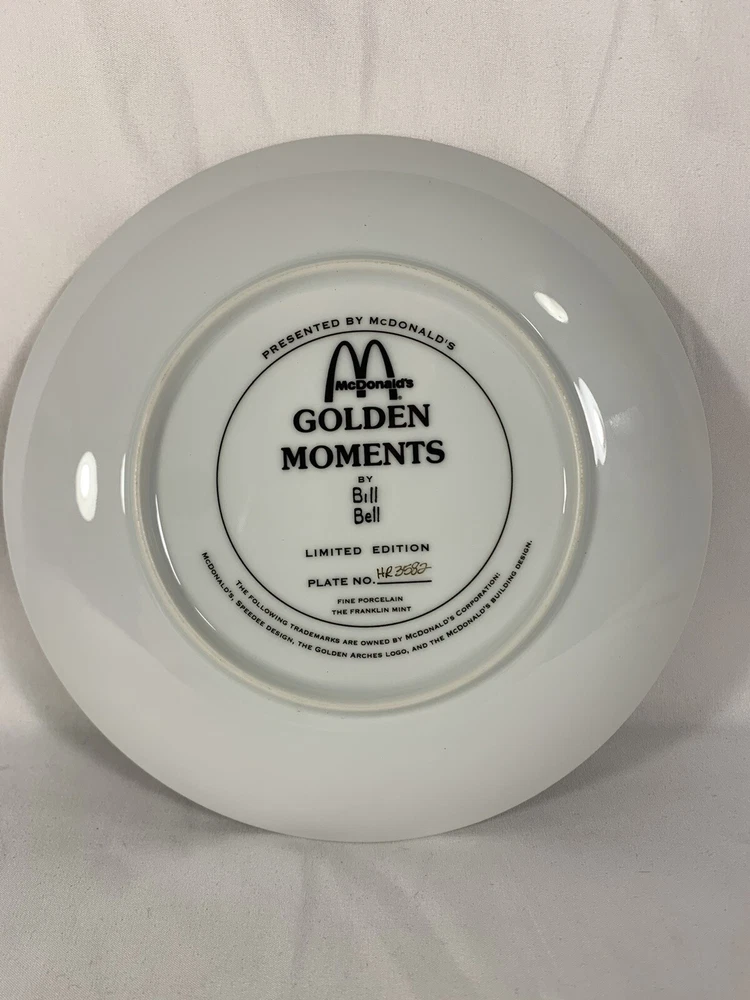 PRESENTED BY McDONALD'S
McDonald's
®
GOLDEN
MOMENTS
BY
Bill
Bell
LIMITED EDITION
PLATE NO. HR3582
FINE PORCELAIN
THE FRANKLIN MINT
THE FOLLOWING TRADEMARKS ARE OWNED BY McDONALD'S CORPORATION:
McDONALD'S, SPEEDEE DESIGN, THE GOLDEN ARCHES LOGO, AND THE McDONALD'S BUILDING DESIGN.